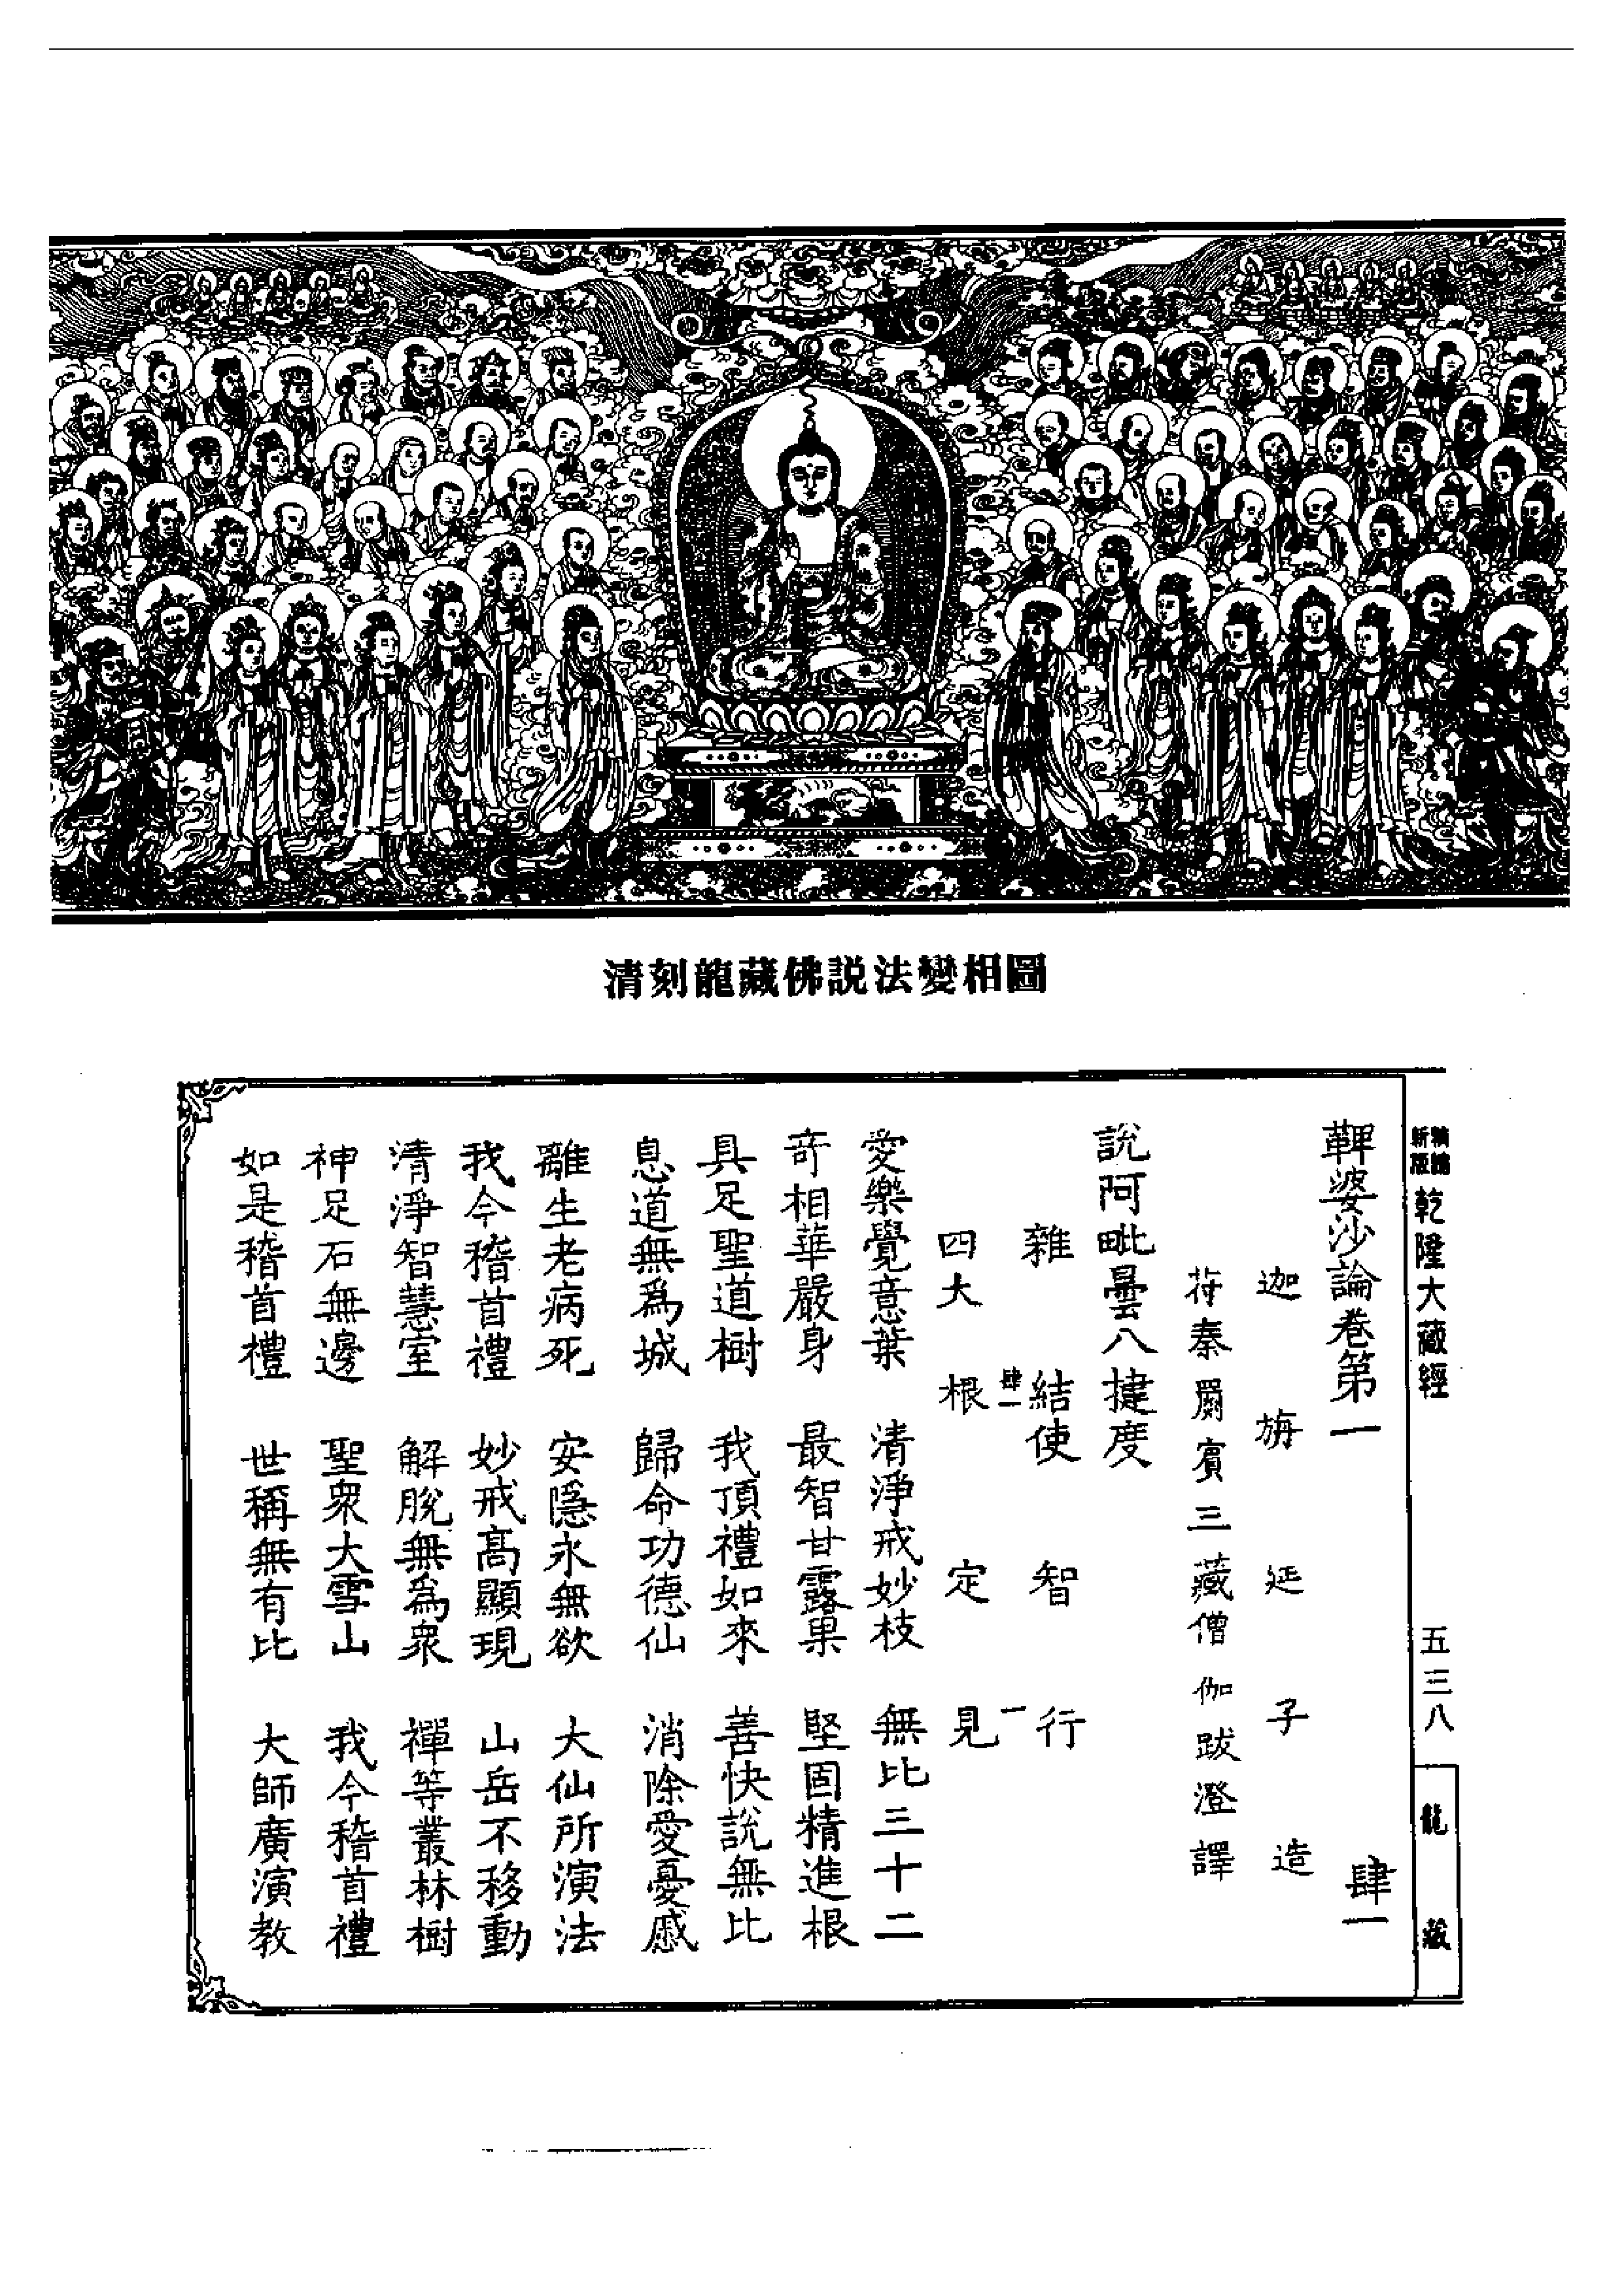 清刻龍藏佛説法變相圖
新編縮版 乾隆大藏經 五三八 龍藏
鞞婆沙論卷第一 肆一
迦旃延子造
苻秦罽賓三藏僧伽跋澄譯
說阿毗曇八揵度
雜 結使 智 行
肆一 一
四大 根 定 見
愛樂覺意葉 清淨戒妙枝 無比三十二
奇相華嚴身 最智甘露菓 堅固精進根
具足聖道樹 我頂禮如來 善快説無比
息道無爲城 歸命功德仙 消除愛憂慼
離生老病死 安隱永無欲 大仙所演法
我今稽首禮 妙戒高顯現 山岳不移動
清淨智慧室 解脫無爲衆 禪等叢林樹
神足石無邊 聖衆大雪山 我今稽首禮
如是稽首禮 世稱無有比 大師廣演教